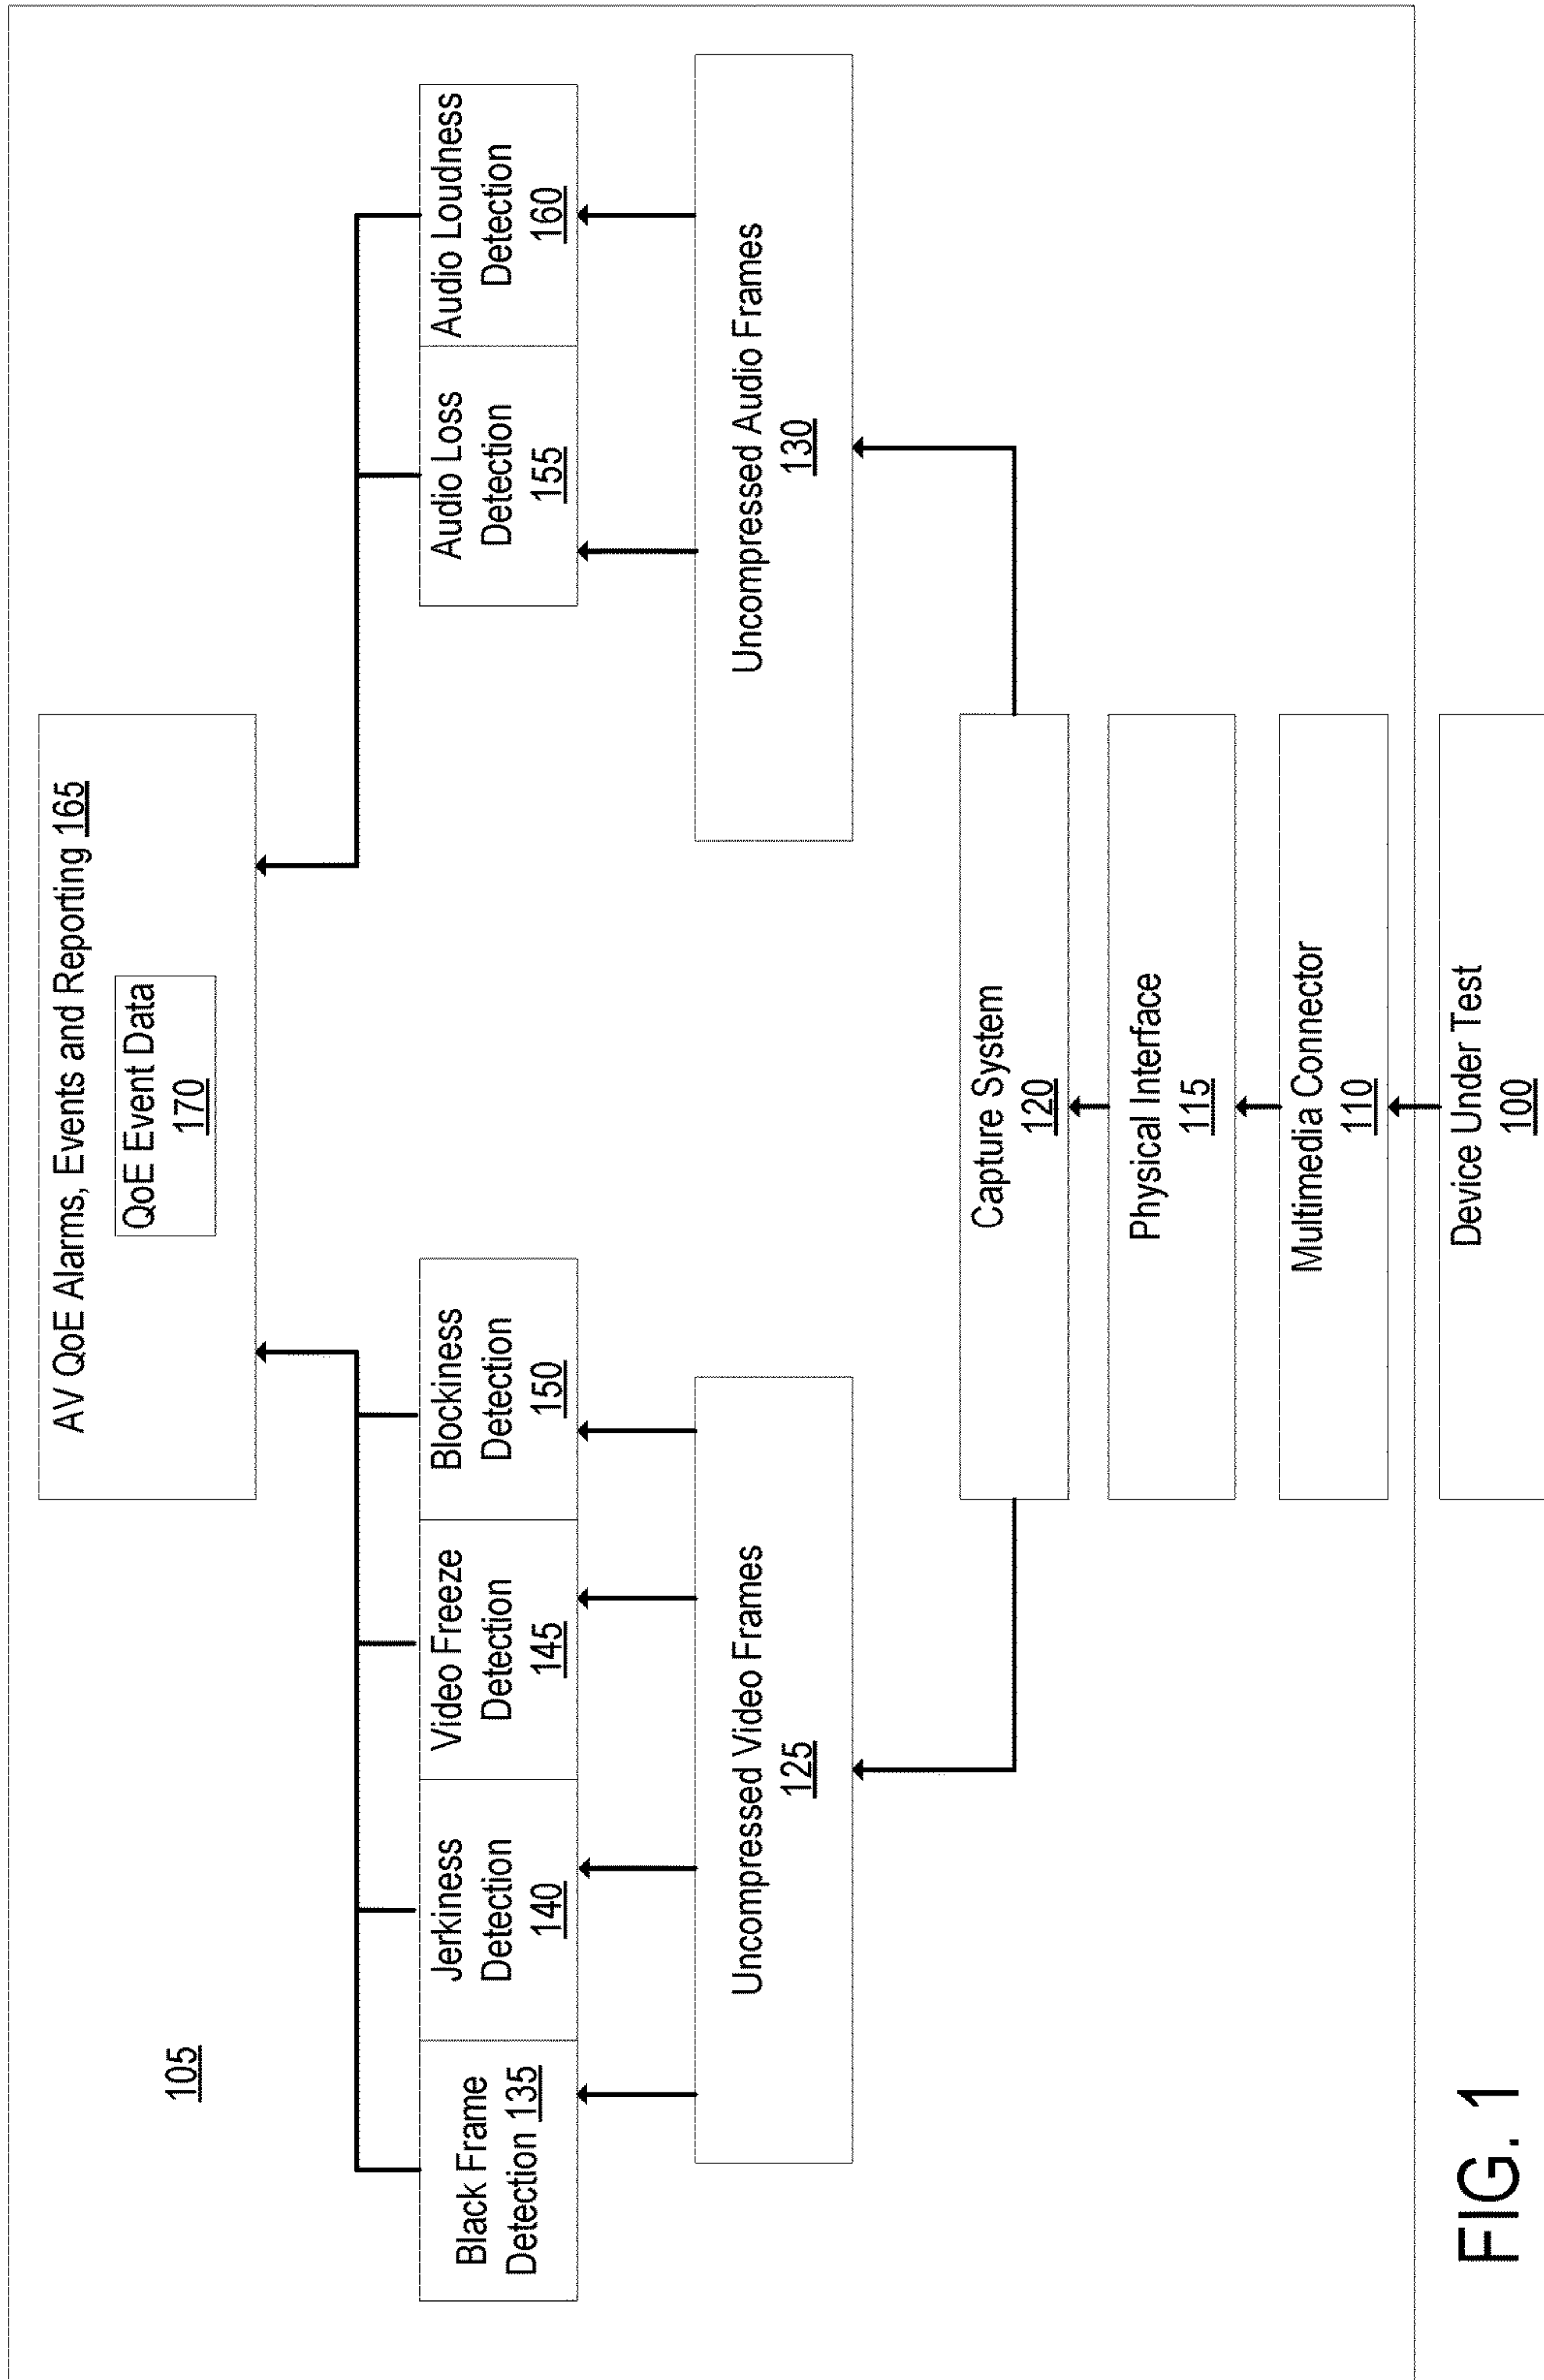 105
AV QoE Alarms, Events and Reporting 165
QoE Event Data
170
Black Frame
Detection 135
Jerkiness
Detection
140
Video Freeze
Detection
145
Blockiness
Detection
150
Audio Loss
Detection
155
Audio Loudness
Detection
160
Uncompressed Video Frames
125
Uncompressed Audio Frames
130
Capture System
120
Physical Interface
115
Multimedia Connector
110
Device Under Test
100
FIG. 1